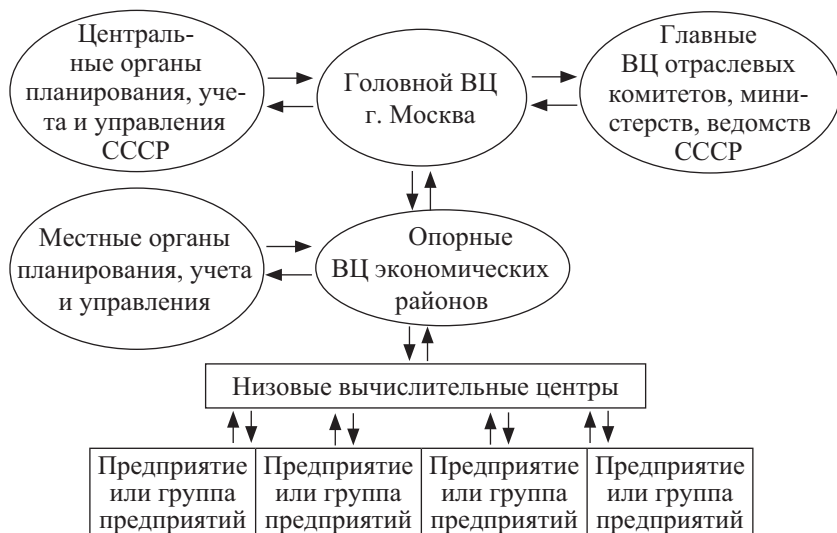 Централь-
ные органы
планирования, уче-
та и управления
СССР
Головной ВЦ
г. Москва
Главные
ВЦ отраслевых
комитетов, мини-
стерств, ведомств
СССР
Местные органы
планирования, учета
и управления
Опорные
ВЦ экономических
районов
Низовые вычислительные центры
Предприятие
или группа
предприятий
Предприятие
или группа
предприятий
Предприятие
или группа
предприятий
Предприятие
или группа
предприятий